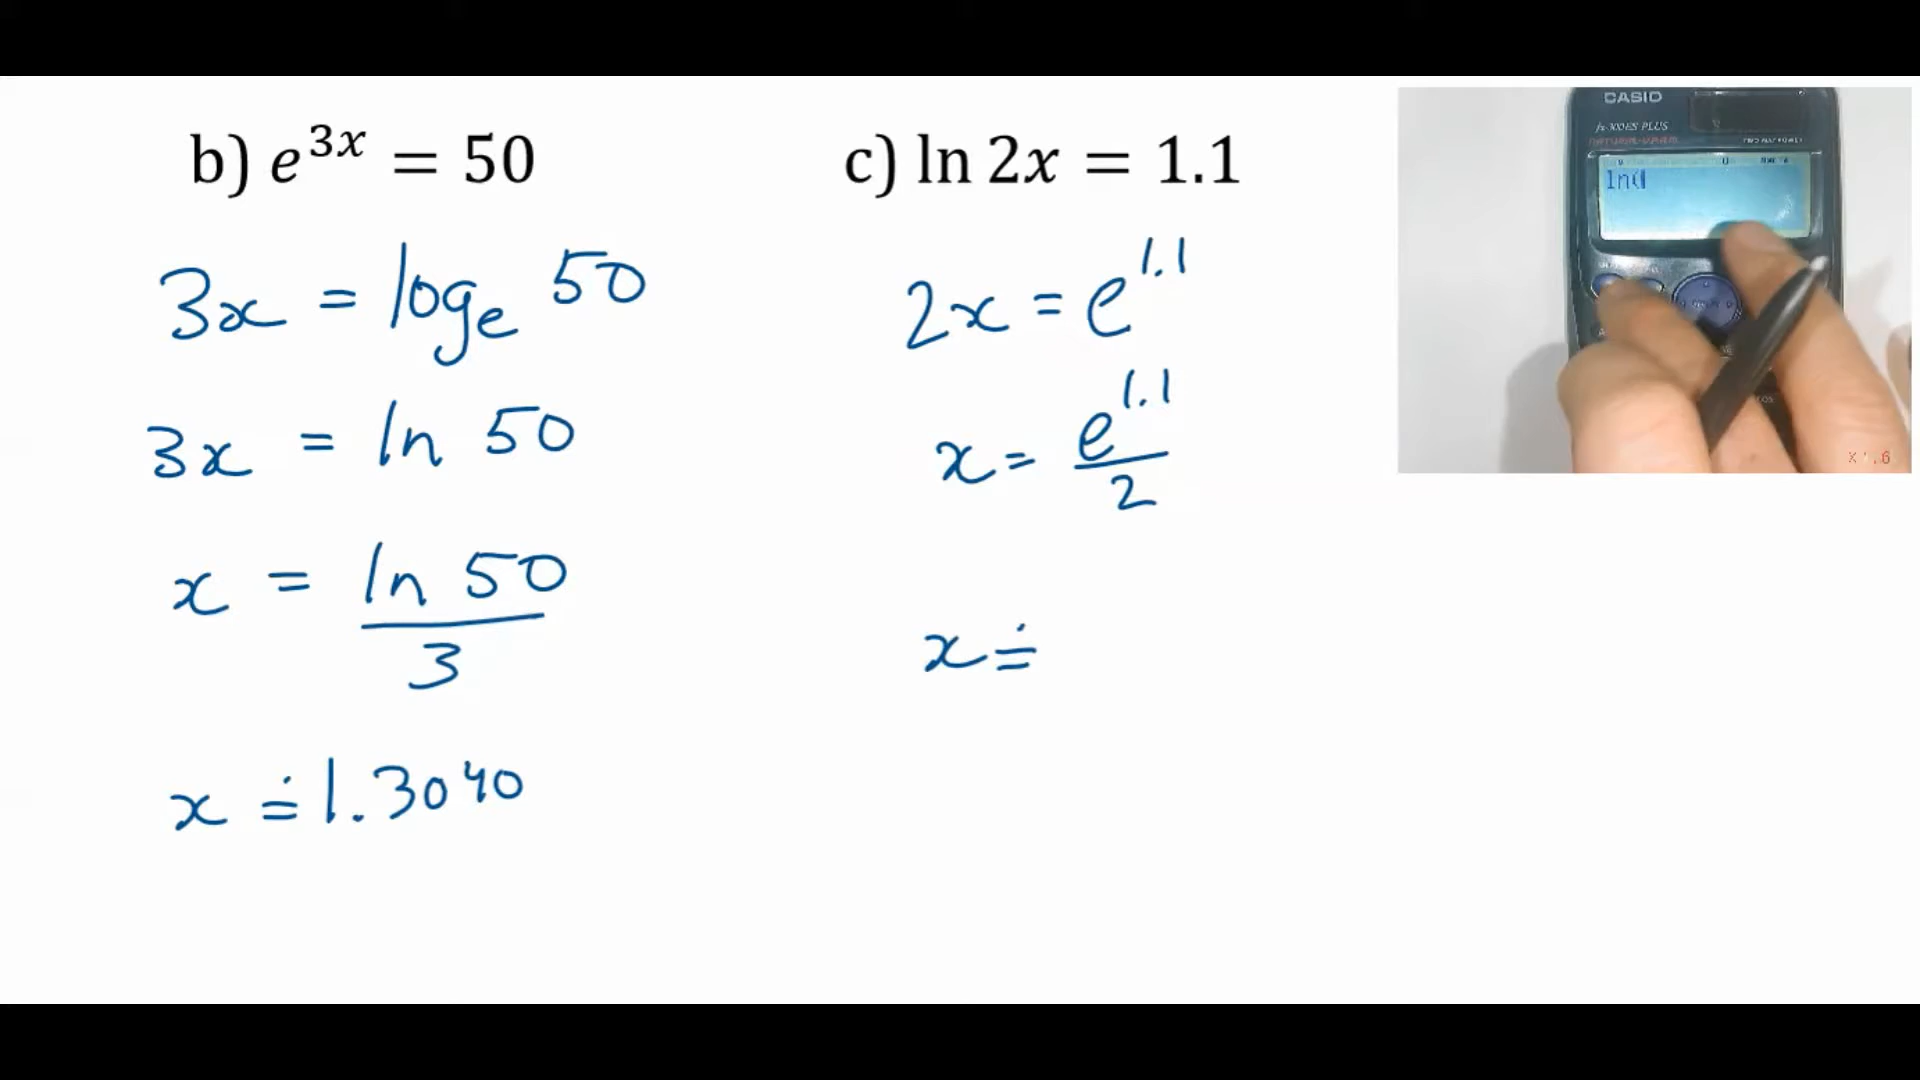 b) e^{3x} = 50
3x = log_e 50
3x = ln 50
x = ln 50 / 3
x ≐ 1.3040
c) ln 2x = 1.1
2x = e^{1.1}
x = e^{1.1} / 2
x ≐
CASIO
fx-100ES PLUS
ln(